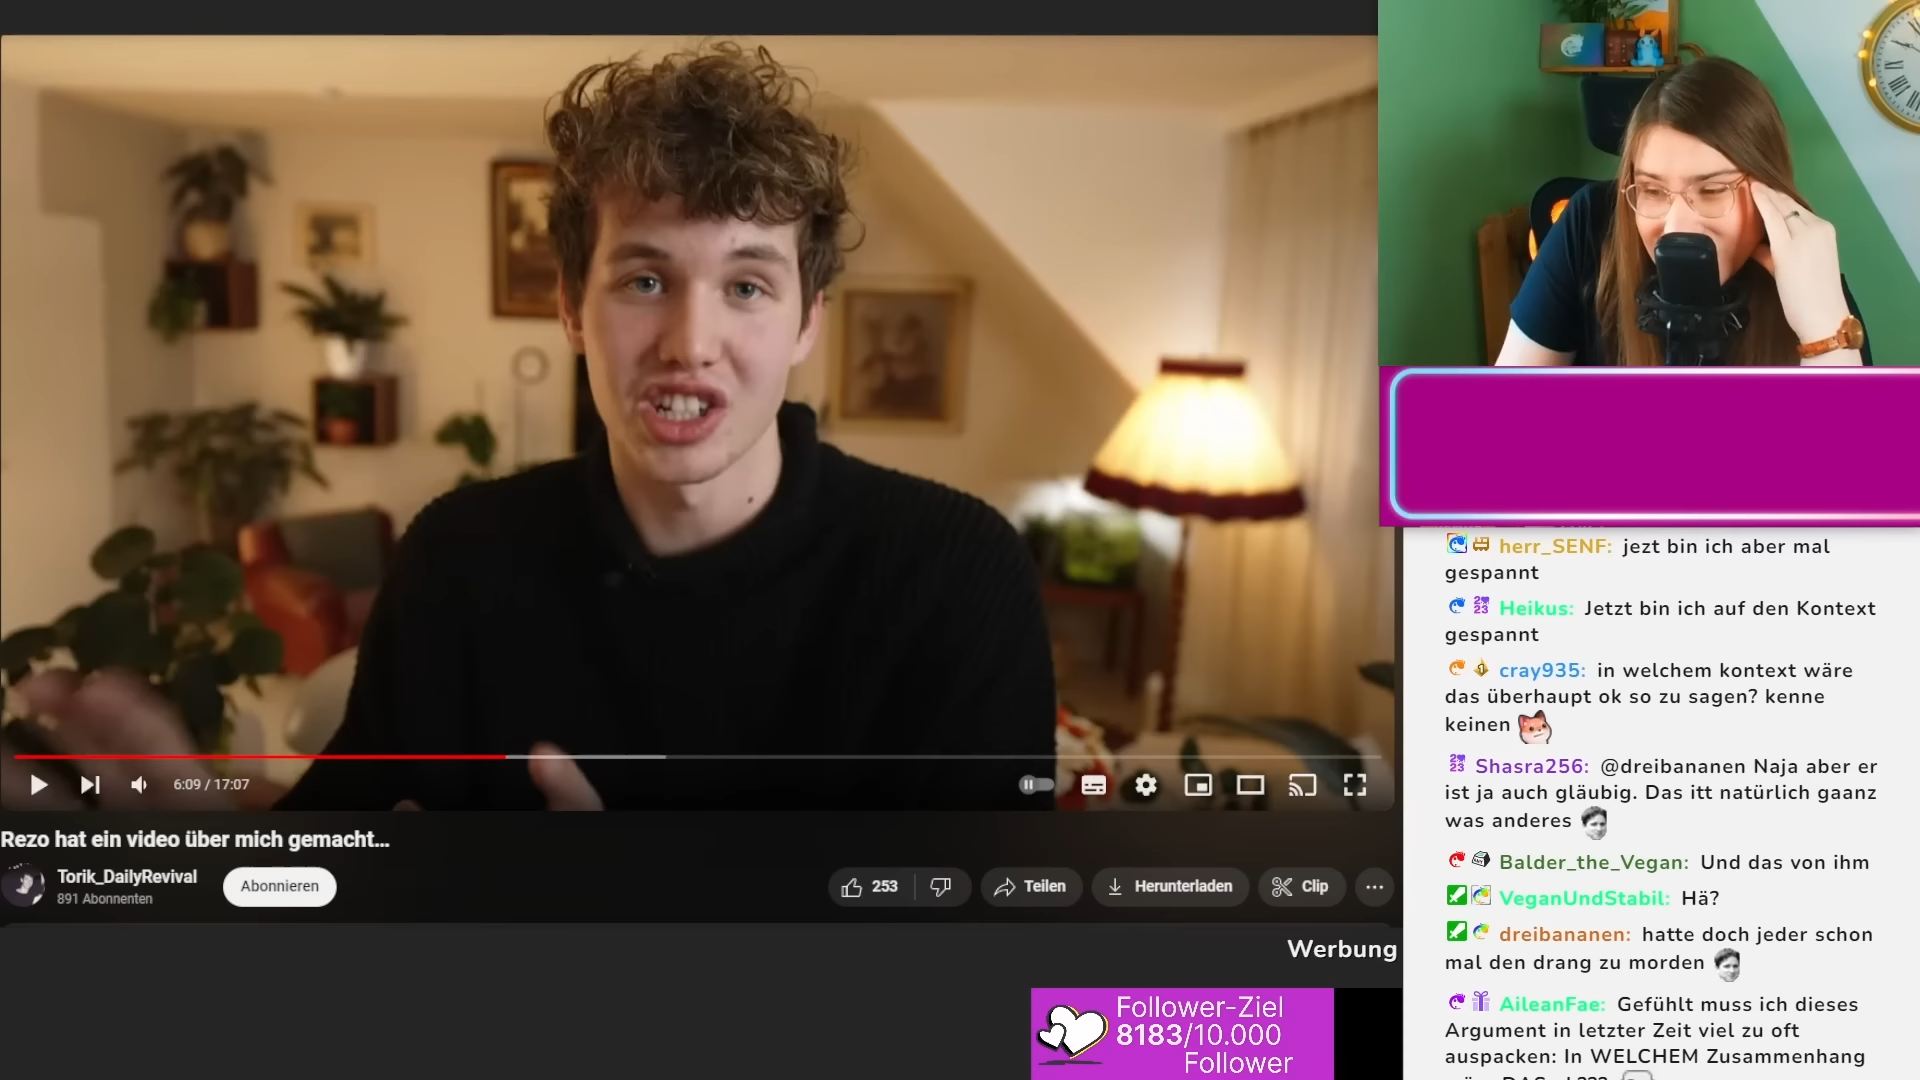 6:09 / 17:07
Rezo hat ein video über mich gemacht...
Torik_DailyRevival
891 Abonnenten
Abonnieren
253
Teilen
Herunterladen
Clip
Werbung
Follower-Ziel
8183/10.000
Follower
herr_SENF: jezt bin ich aber mal
gespannt
Heikus: Jetzt bin ich auf den Kontext
gespannt
cray935: in welchem kontext wäre
das überhaupt ok so zu sagen? kenne
keinen
Shasra256: @dreibananen Naja aber er
ist ja auch gläubig. Das itt natürlich gaanz
was anderes
Balder_the_Vegan: Und das von ihm
VeganUndStabil: Hä?
dreibananen: hatte doch jeder schon
mal den drang zu morden
AileanFae: Gefühlt muss ich dieses
Argument in letzter Zeit viel zu oft
auspacken: In WELCHEM Zusammenhang